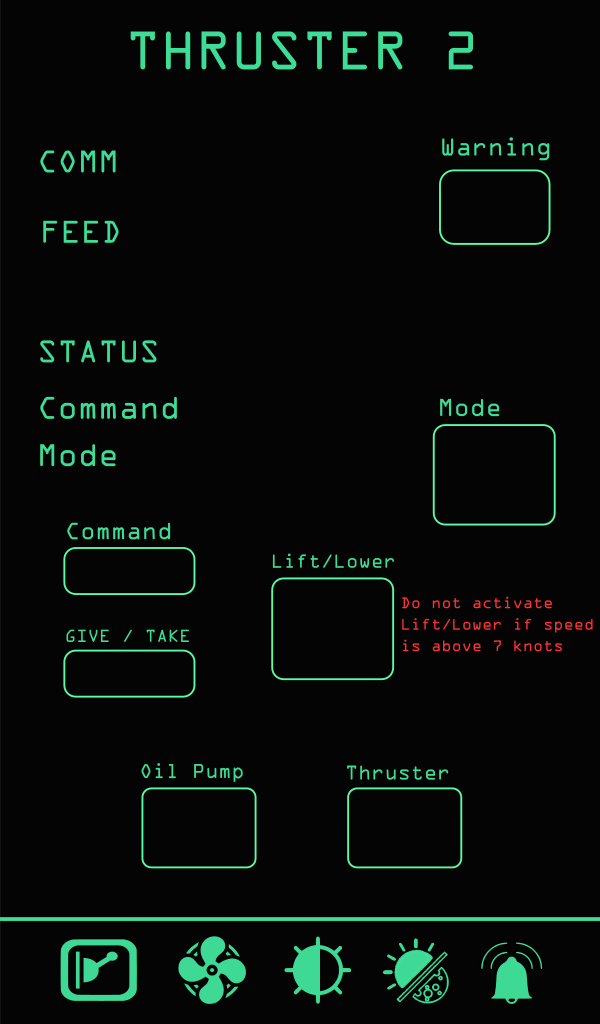 THRUSTER 2
COMM
Warning
FEED
STATUS
Command
Mode
Mode
Command
Lift/Lower
Do not activate
Lift/Lower if speed
is above 7 knots
GIVE / TAKE
Oil Pump
Thruster